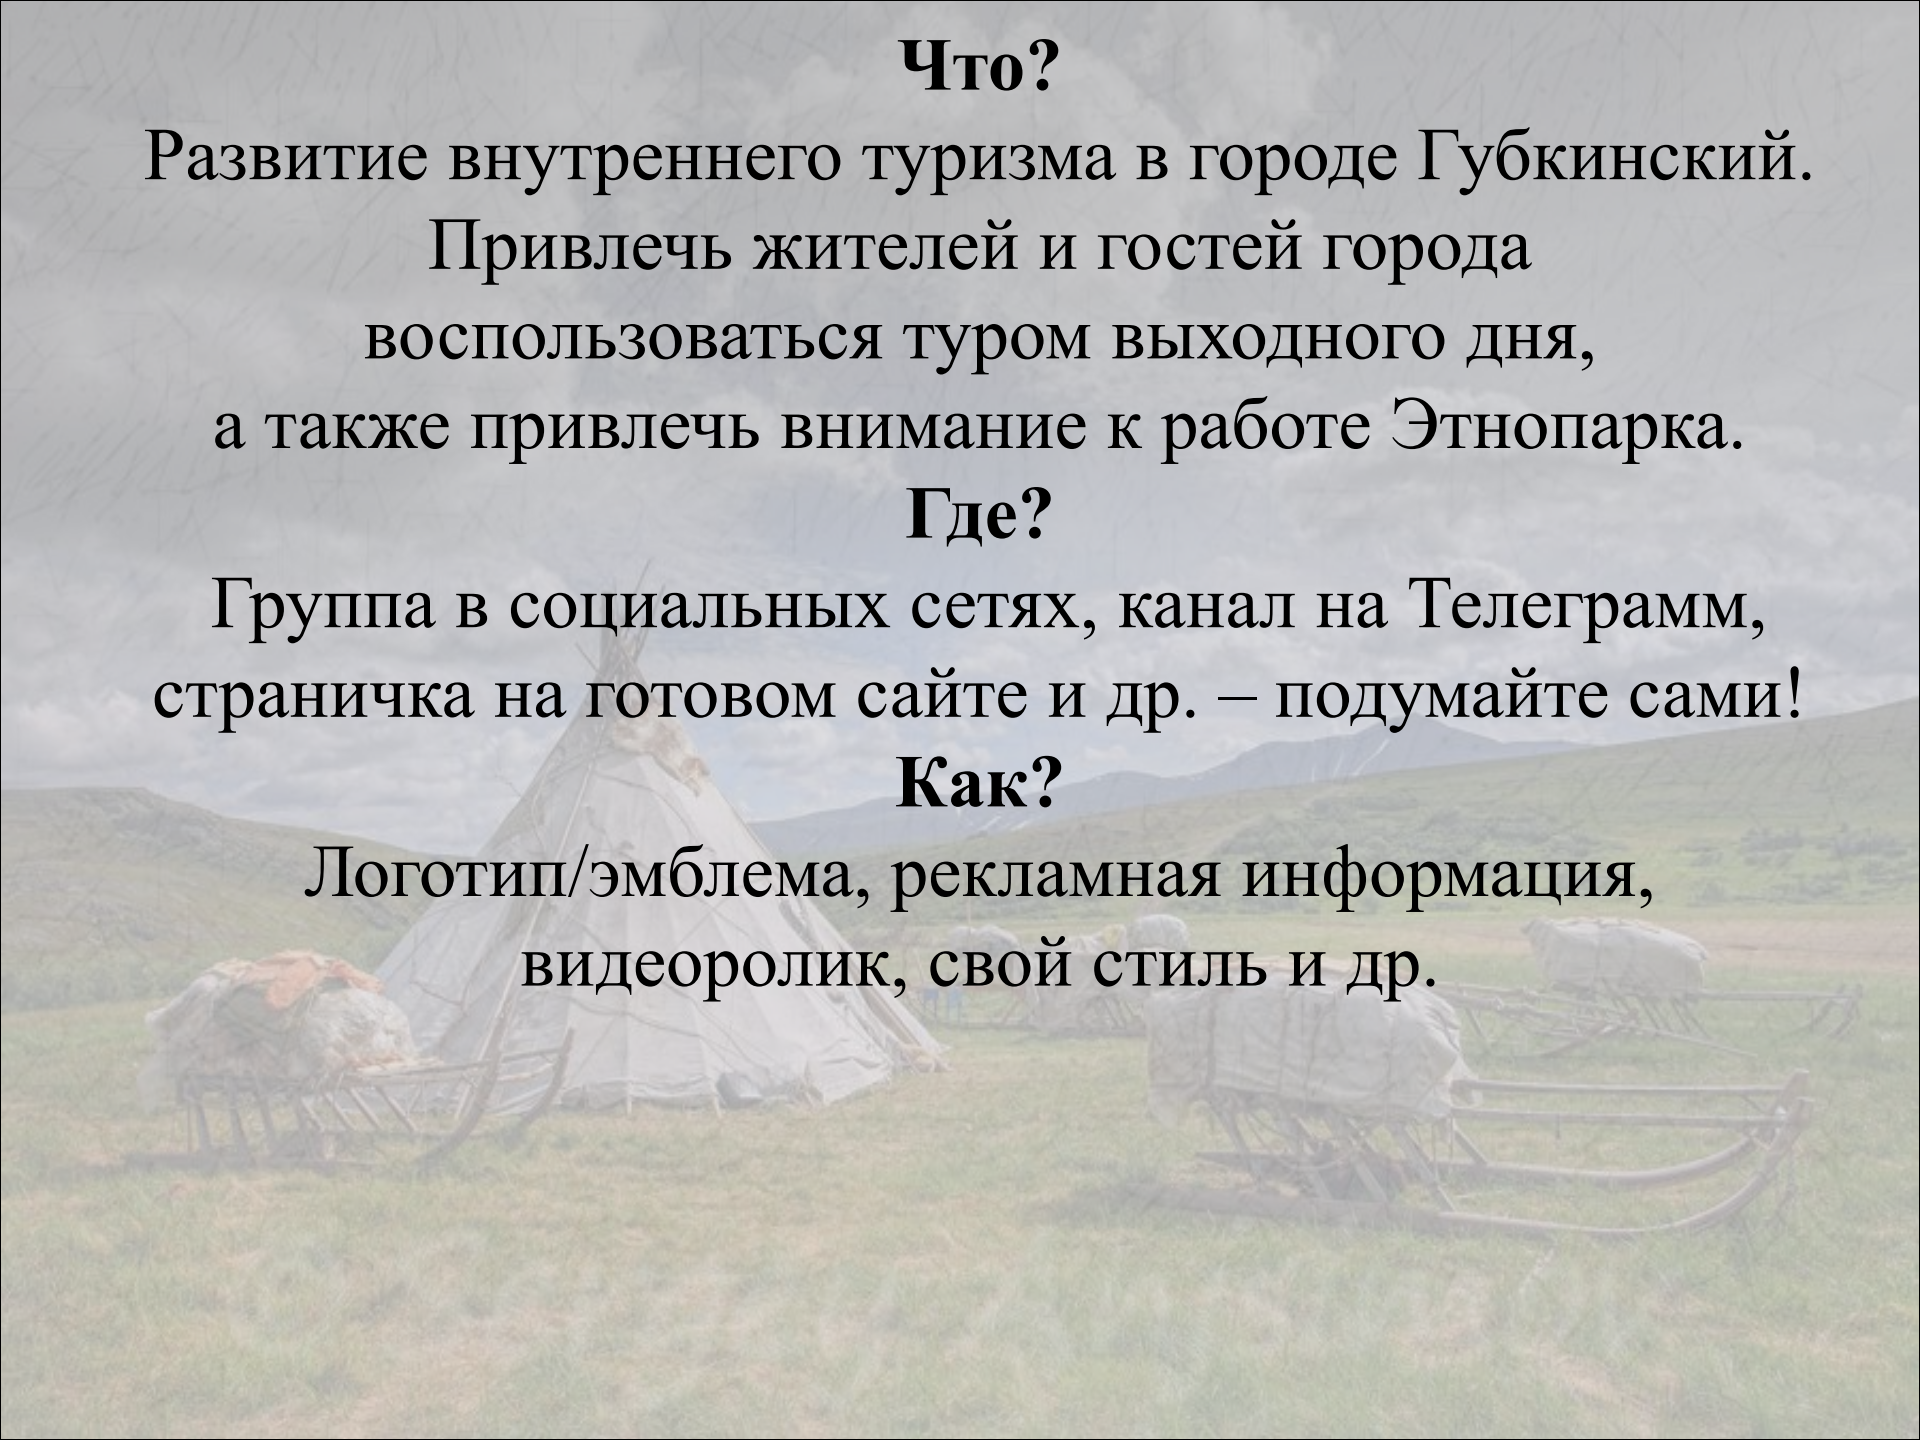 Что?
Развитие внутреннего туризма в городе Губкинский.
Привлечь жителей и гостей города
воспользоваться туром выходного дня,
а также привлечь внимание к работе Этнопарка.
Где?
Группа в социальных сетях, канал на Телеграмм,
страничка на готовом сайте и др. – подумайте сами!
Как?
Логотип/эмблема, рекламная информация,
видеоролик, свой стиль и др.